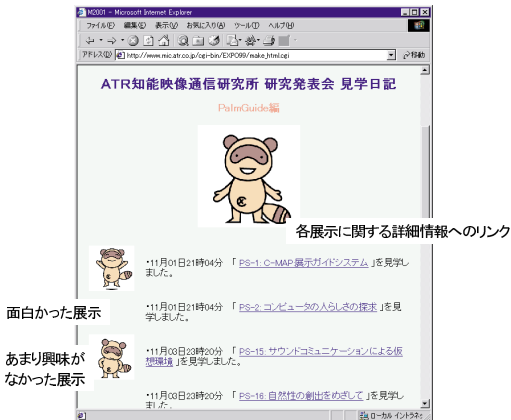 M2001 - Microsoft Internet Explorer
ファイル(F) 編集(E) 表示(V) お気に入り(A) ツール(T) ヘルプ(H)
アドレス(D) http://www.mic.atr.co.jp/cgi-bin/EXPO99/make_html.cgi 移動
ATR知能映像通信研究所 研究発表会 見学日記
PalmGuide編
各展示に関する詳細情報へのリンク
・11月01日21時04分 「 PS-1: C-MAP 展示ガイドシステム 」を見学し
ました。
面白かった展示
・11月01日21時04分 「 PS-2: コンピュータの人らしさの探求 」を見
学しました。
あまり興味が
なかった展示
・11月03日23時20分 「 PS-15: サウンドコミュニケーションによる仮
想環境 」を見学しました。
・11月03日23時20分 「 PS-16: 自然性の創出をめざして 」を見学し
ました。
ローカル イントラネ